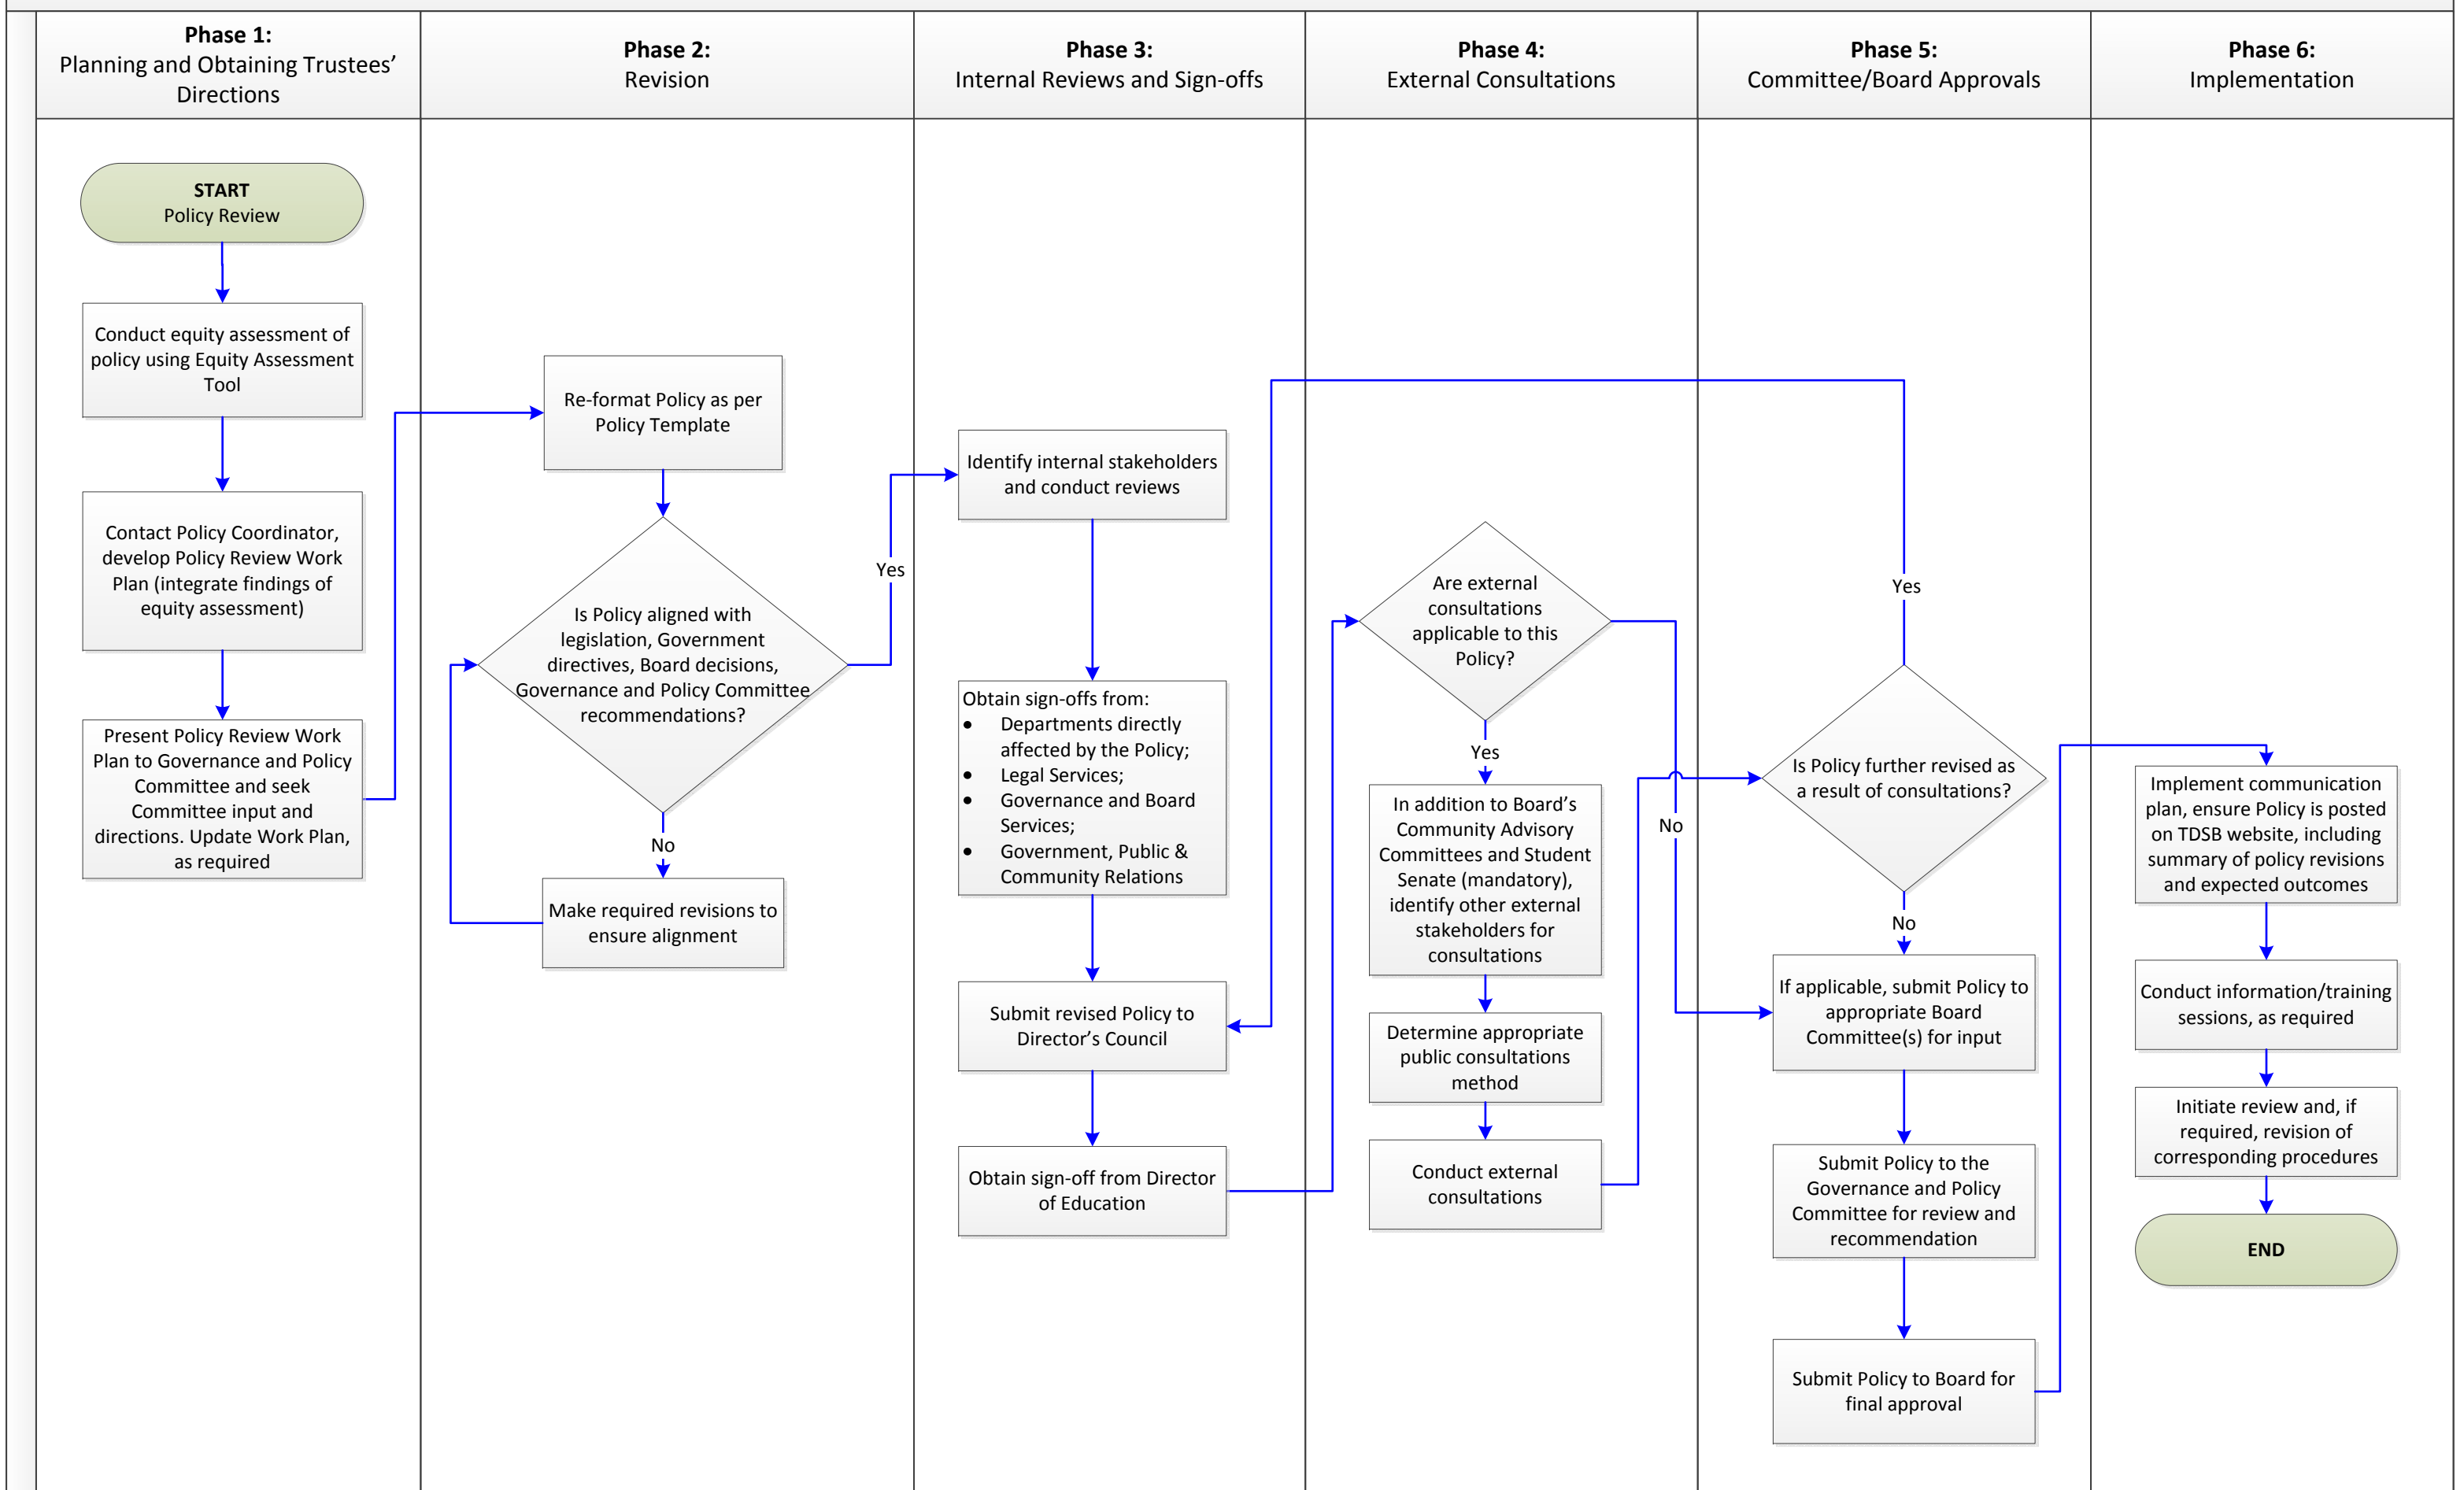 Phase 1:
Planning and Obtaining Trustees’
Directions
Phase 2:
Revision
Phase 3:
Internal Reviews and Sign-offs
Phase 4:
External Consultations
Phase 5:
Committee/Board Approvals
Phase 6:
Implementation
START
Policy Review
Conduct equity assessment of
policy using Equity Assessment
Tool
Contact Policy Coordinator,
develop Policy Review Work
Plan (integrate findings of
equity assessment)
Present Policy Review Work
Plan to Governance and Policy
Committee and seek
Committee input and
directions. Update Work Plan,
as required
Re-format Policy as per
Policy Template
Is Policy aligned with
legislation, Government
directives, Board decisions,
Governance and Policy Committee
recommendations?
Yes
No
Make required revisions to
ensure alignment
Identify internal stakeholders
and conduct reviews
Obtain sign-offs from:
• Departments directly
affected by the Policy;
• Legal Services;
• Governance and Board
Services;
• Government, Public &
Community Relations
Submit revised Policy to
Director’s Council
Obtain sign-off from Director
of Education
Are external
consultations
applicable to this
Policy?
Yes
No
In addition to Board’s
Community Advisory
Committees and Student
Senate (mandatory),
identify other external
stakeholders for
consultations
Determine appropriate
public consultations
method
Conduct external
consultations
Yes
Is Policy further revised as
a result of consultations?
No
If applicable, submit Policy to
appropriate Board
Committee(s) for input
Submit Policy to the
Governance and Policy
Committee for review and
recommendation
Submit Policy to Board for
final approval
Implement communication
plan, ensure Policy is posted
on TDSB website, including
summary of policy revisions
and expected outcomes
Conduct information/training
sessions, as required
Initiate review and, if
required, revision of
corresponding procedures
END